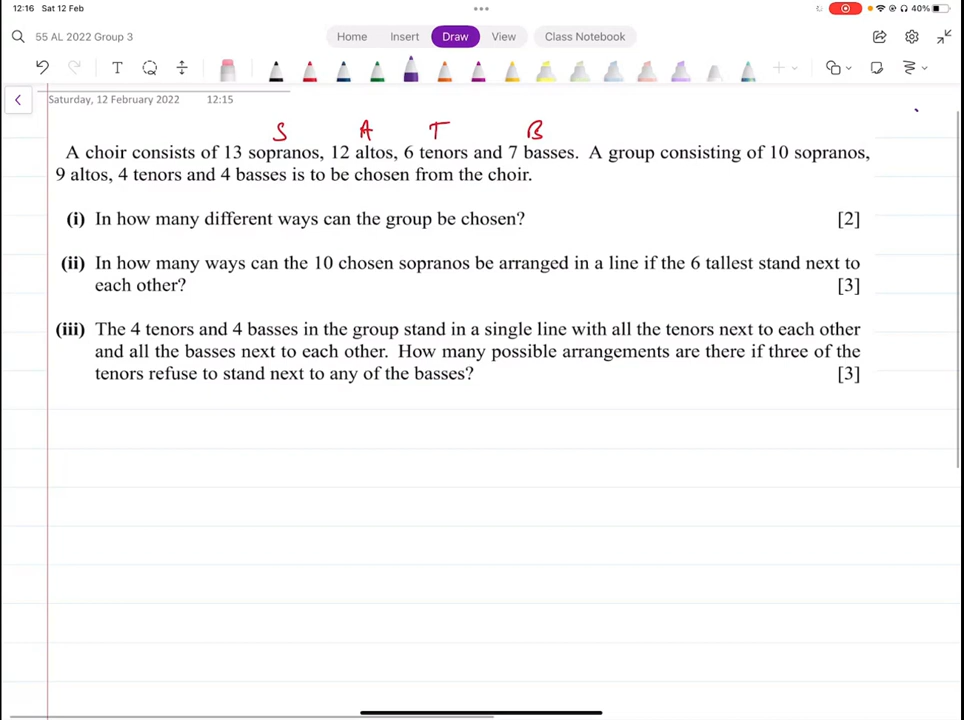 12:16 Sat 12 Feb
40%
55 AL 2022 Group 3
Home Insert Draw View Class Notebook
T
Saturday, 12 February 2022 12:15
S A T B
A choir consists of 13 sopranos, 12 altos, 6 tenors and 7 basses. A group consisting of 10 sopranos,
9 altos, 4 tenors and 4 basses is to be chosen from the choir.
(i) In how many different ways can the group be chosen? [2]
(ii) In how many ways can the 10 chosen sopranos be arranged in a line if the 6 tallest stand next to
each other? [3]
(iii) The 4 tenors and 4 basses in the group stand in a single line with all the tenors next to each other
and all the basses next to each other. How many possible arrangements are there if three of the
tenors refuse to stand next to any of the basses? [3]